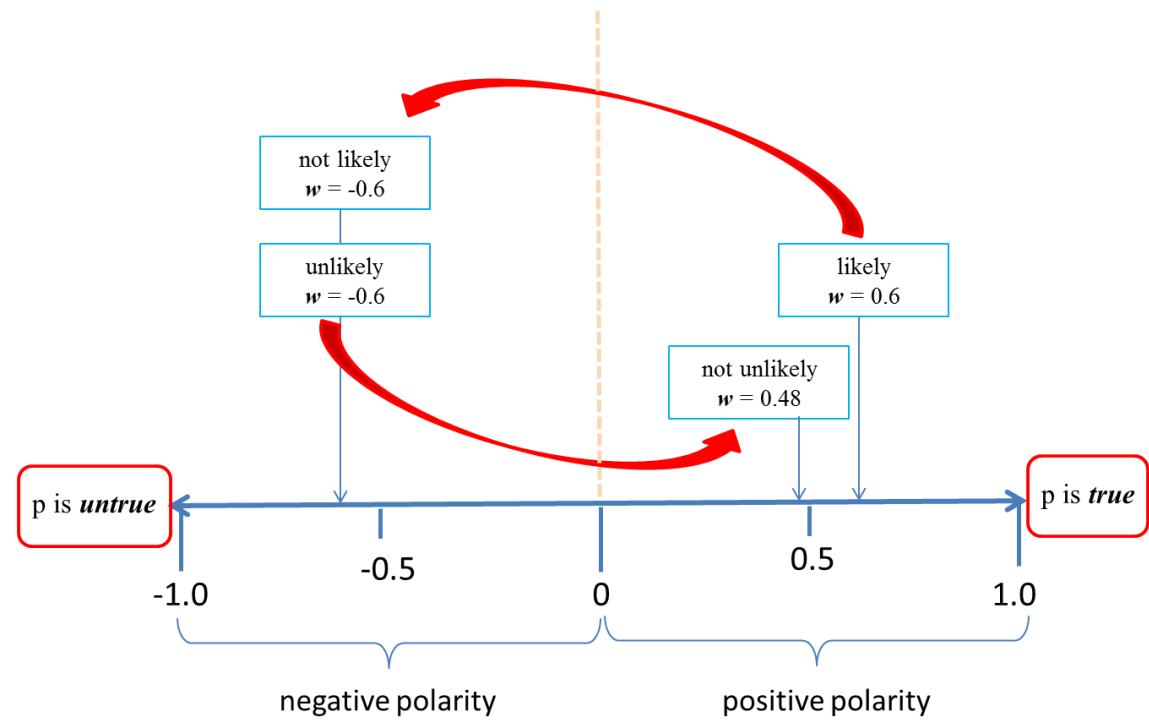 not likely
w = -0.6
unlikely
w = -0.6
likely
w = 0.6
not unlikely
w = 0.48
p is untrue
p is true
-1.0
-0.5
0
0.5
1.0
negative polarity
positive polarity